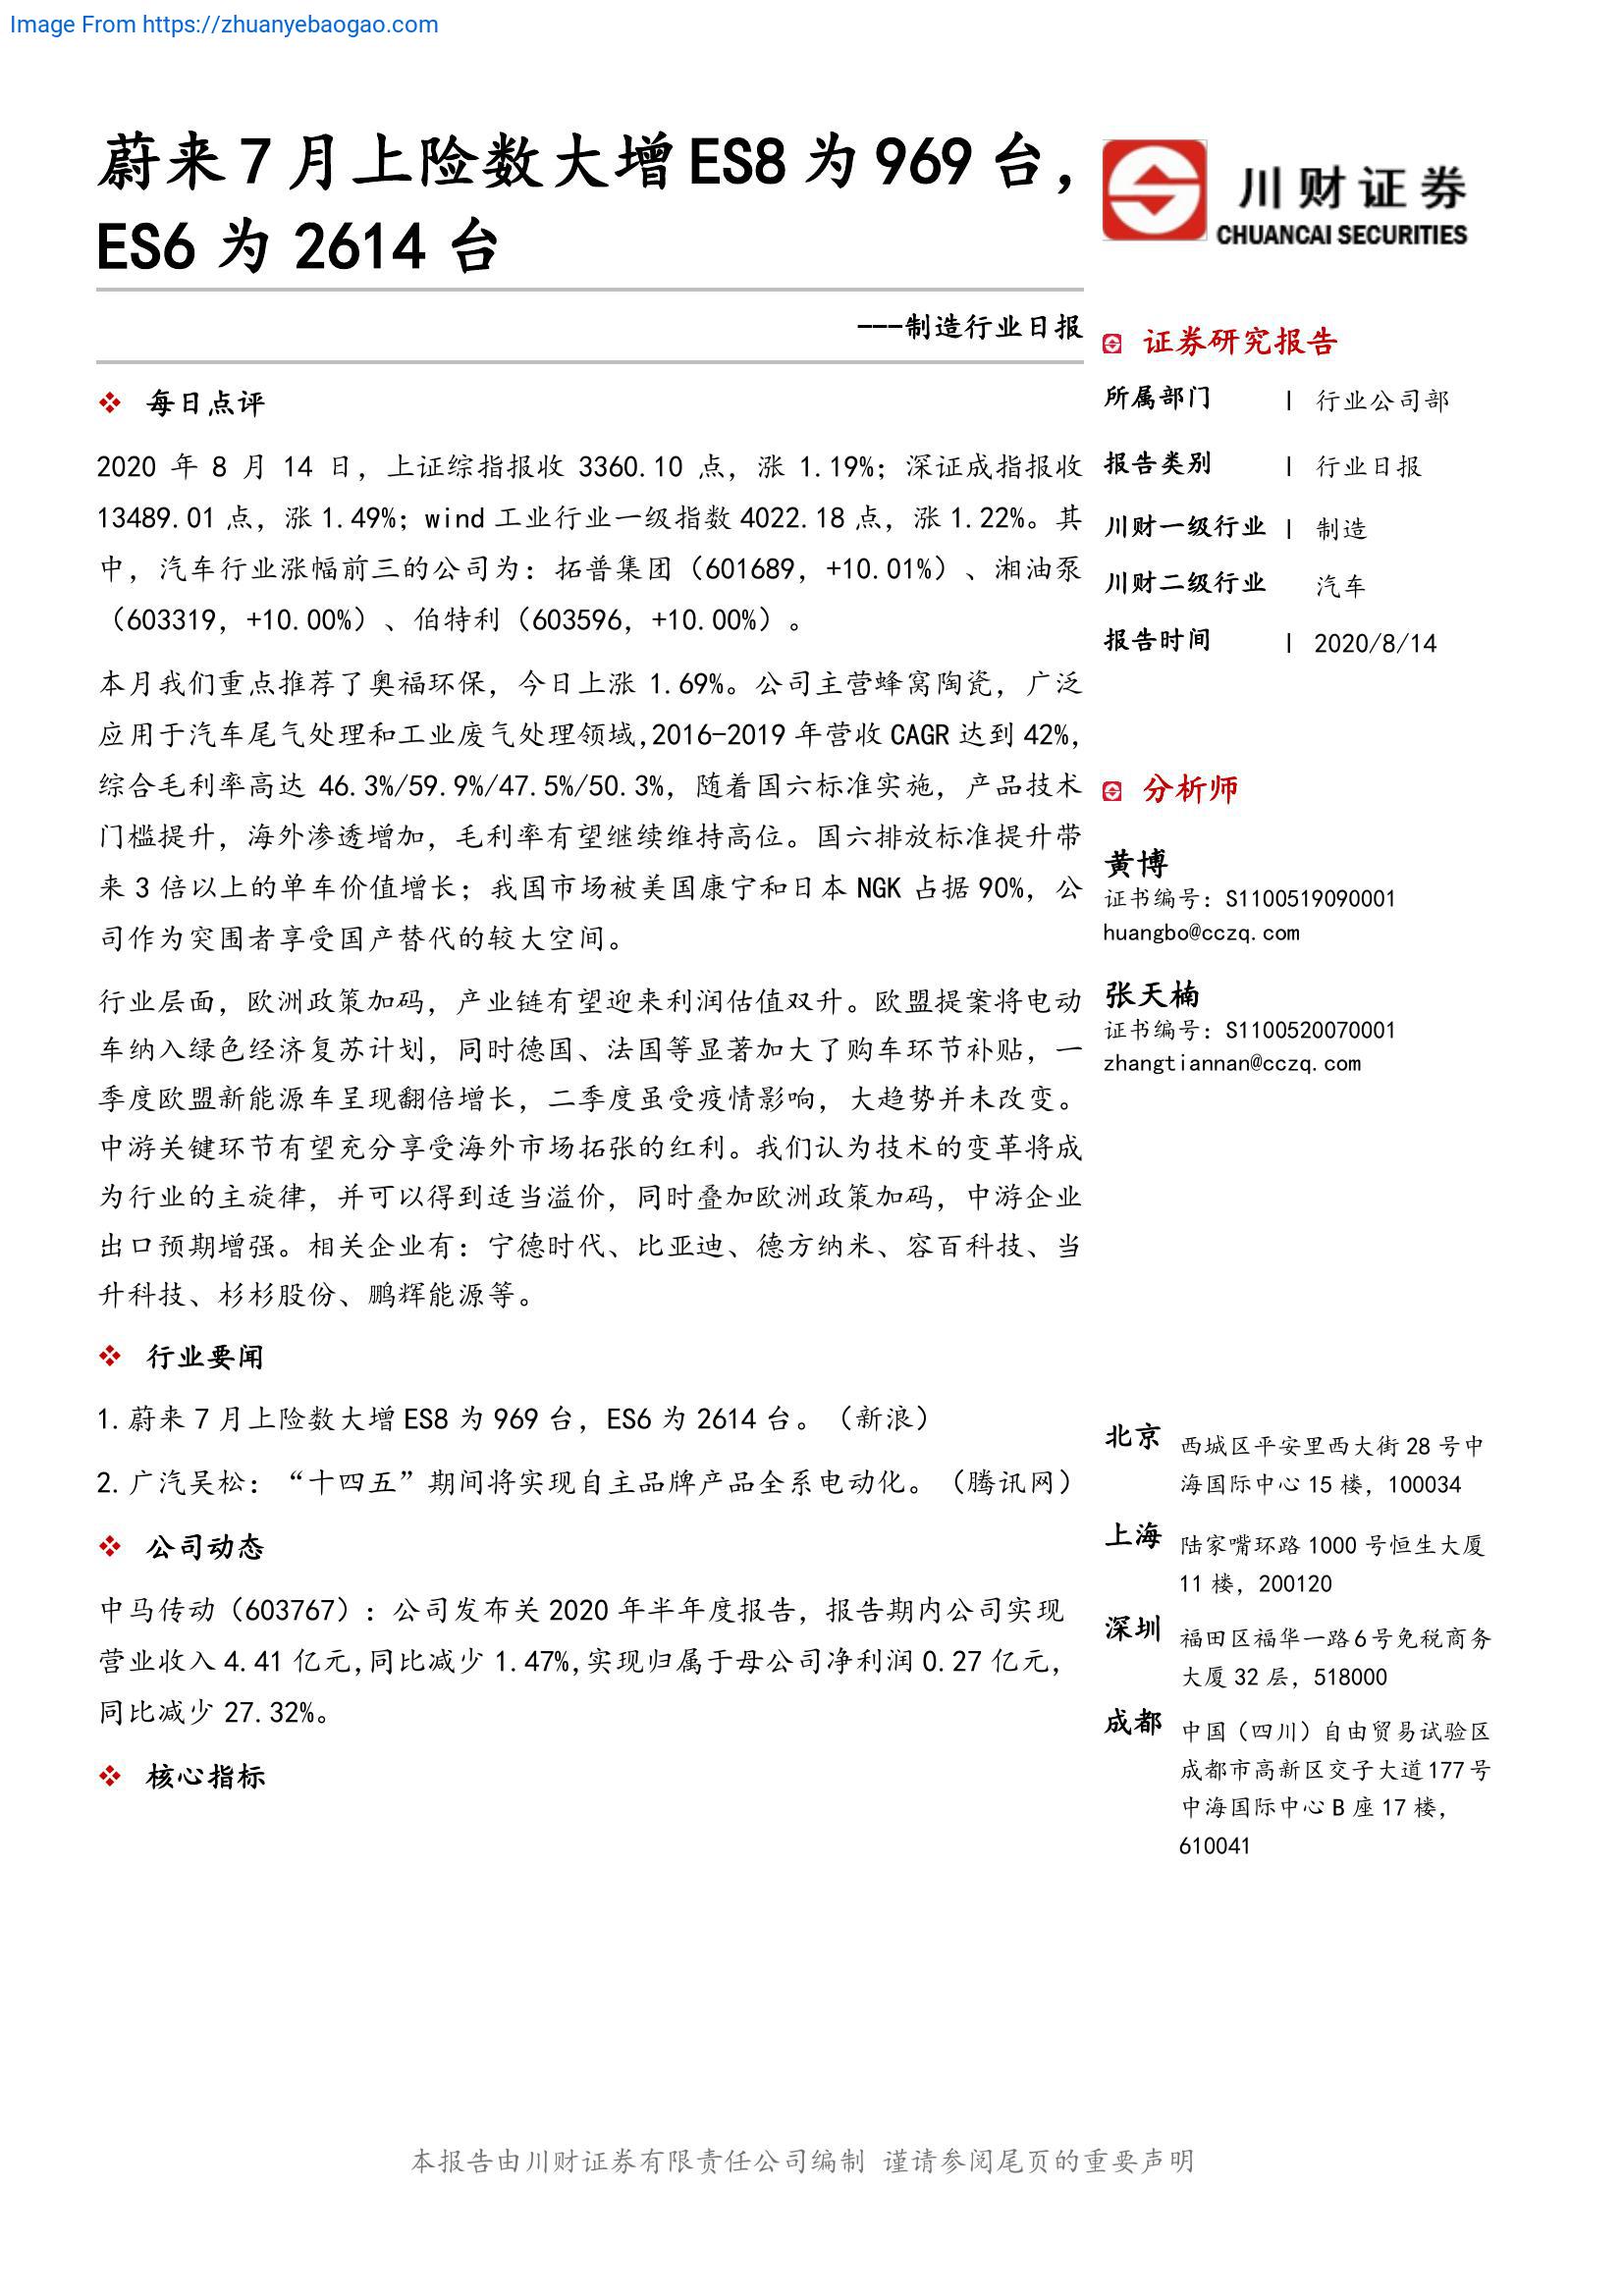 Image From https://zhuanyebaogao.com
蔚来7月上险数大增ES8为969台，
ES6为2614台
---制造行业日报
每日点评
2020 年 8 月 14 日，上证综指报收 3360.10 点，涨 1.19%；深证成指报收
13489.01 点，涨 1.49%；wind 工业行业一级指数 4022.18 点，涨 1.22%。其
中，汽车行业涨幅前三的公司为：拓普集团（601689，+10.01%）、湘油泵
（603319，+10.00%）、伯特利（603596，+10.00%）。
本月我们重点推荐了奥福环保，今日上涨 1.69%。公司主营蜂窝陶瓷，广泛
应用于汽车尾气处理和工业废气处理领域,2016-2019 年营收 CAGR 达到 42%,
综合毛利率高达 46.3%/59.9%/47.5%/50.3%，随着国六标准实施，产品技术
门槛提升，海外渗透增加，毛利率有望继续维持高位。国六排放标准提升带
来 3 倍以上的单车价值增长；我国市场被美国康宁和日本 NGK 占据 90%，公
司作为突围者享受国产替代的较大空间。
行业层面，欧洲政策加码，产业链有望迎来利润估值双升。欧盟提案将电动
车纳入绿色经济复苏计划，同时德国、法国等显著加大了购车环节补贴，一
季度欧盟新能源车呈现翻倍增长，二季度虽受疫情影响，大趋势并未改变。
中游关键环节有望充分享受海外市场拓张的红利。我们认为技术的变革将成
为行业的主旋律，并可以得到适当溢价，同时叠加欧洲政策加码，中游企业
出口预期增强。相关企业有：宁德时代、比亚迪、德方纳米、容百科技、当
升科技、杉杉股份、鹏辉能源等。
行业要闻
1.蔚来 7 月上险数大增 ES8 为 969 台，ES6 为 2614 台。（新浪）
2.广汽吴松：“十四五”期间将实现自主品牌产品全系电动化。（腾讯网）
公司动态
中马传动（603767）：公司发布关 2020 年半年度报告，报告期内公司实现
营业收入 4.41 亿元,同比减少 1.47%,实现归属于母公司净利润 0.27 亿元,
同比减少 27.32%。
核心指标
川财证券
CHUANCAI SECURITIES
证券研究报告
所属部门 | 行业公司部
报告类别 | 行业日报
川财一级行业 | 制造
川财二级行业 汽车
报告时间 | 2020/8/14
分析师
黄博
证书编号：S1100519090001
huangbo@cczq.com
张天楠
证书编号：S1100520070001
zhangtiannan@cczq.com
北京 西城区平安里西大街 28 号中
海国际中心 15 楼，100034
上海 陆家嘴环路 1000 号恒生大厦
11 楼，200120
深圳 福田区福华一路 6 号免税商务
大厦 32 层，518000
成都 中国（四川）自由贸易试验区
成都市高新区交子大道 177 号
中海国际中心 B 座 17 楼，
610041
本报告由川财证券有限责任公司编制 谨请参阅尾页的重要声明